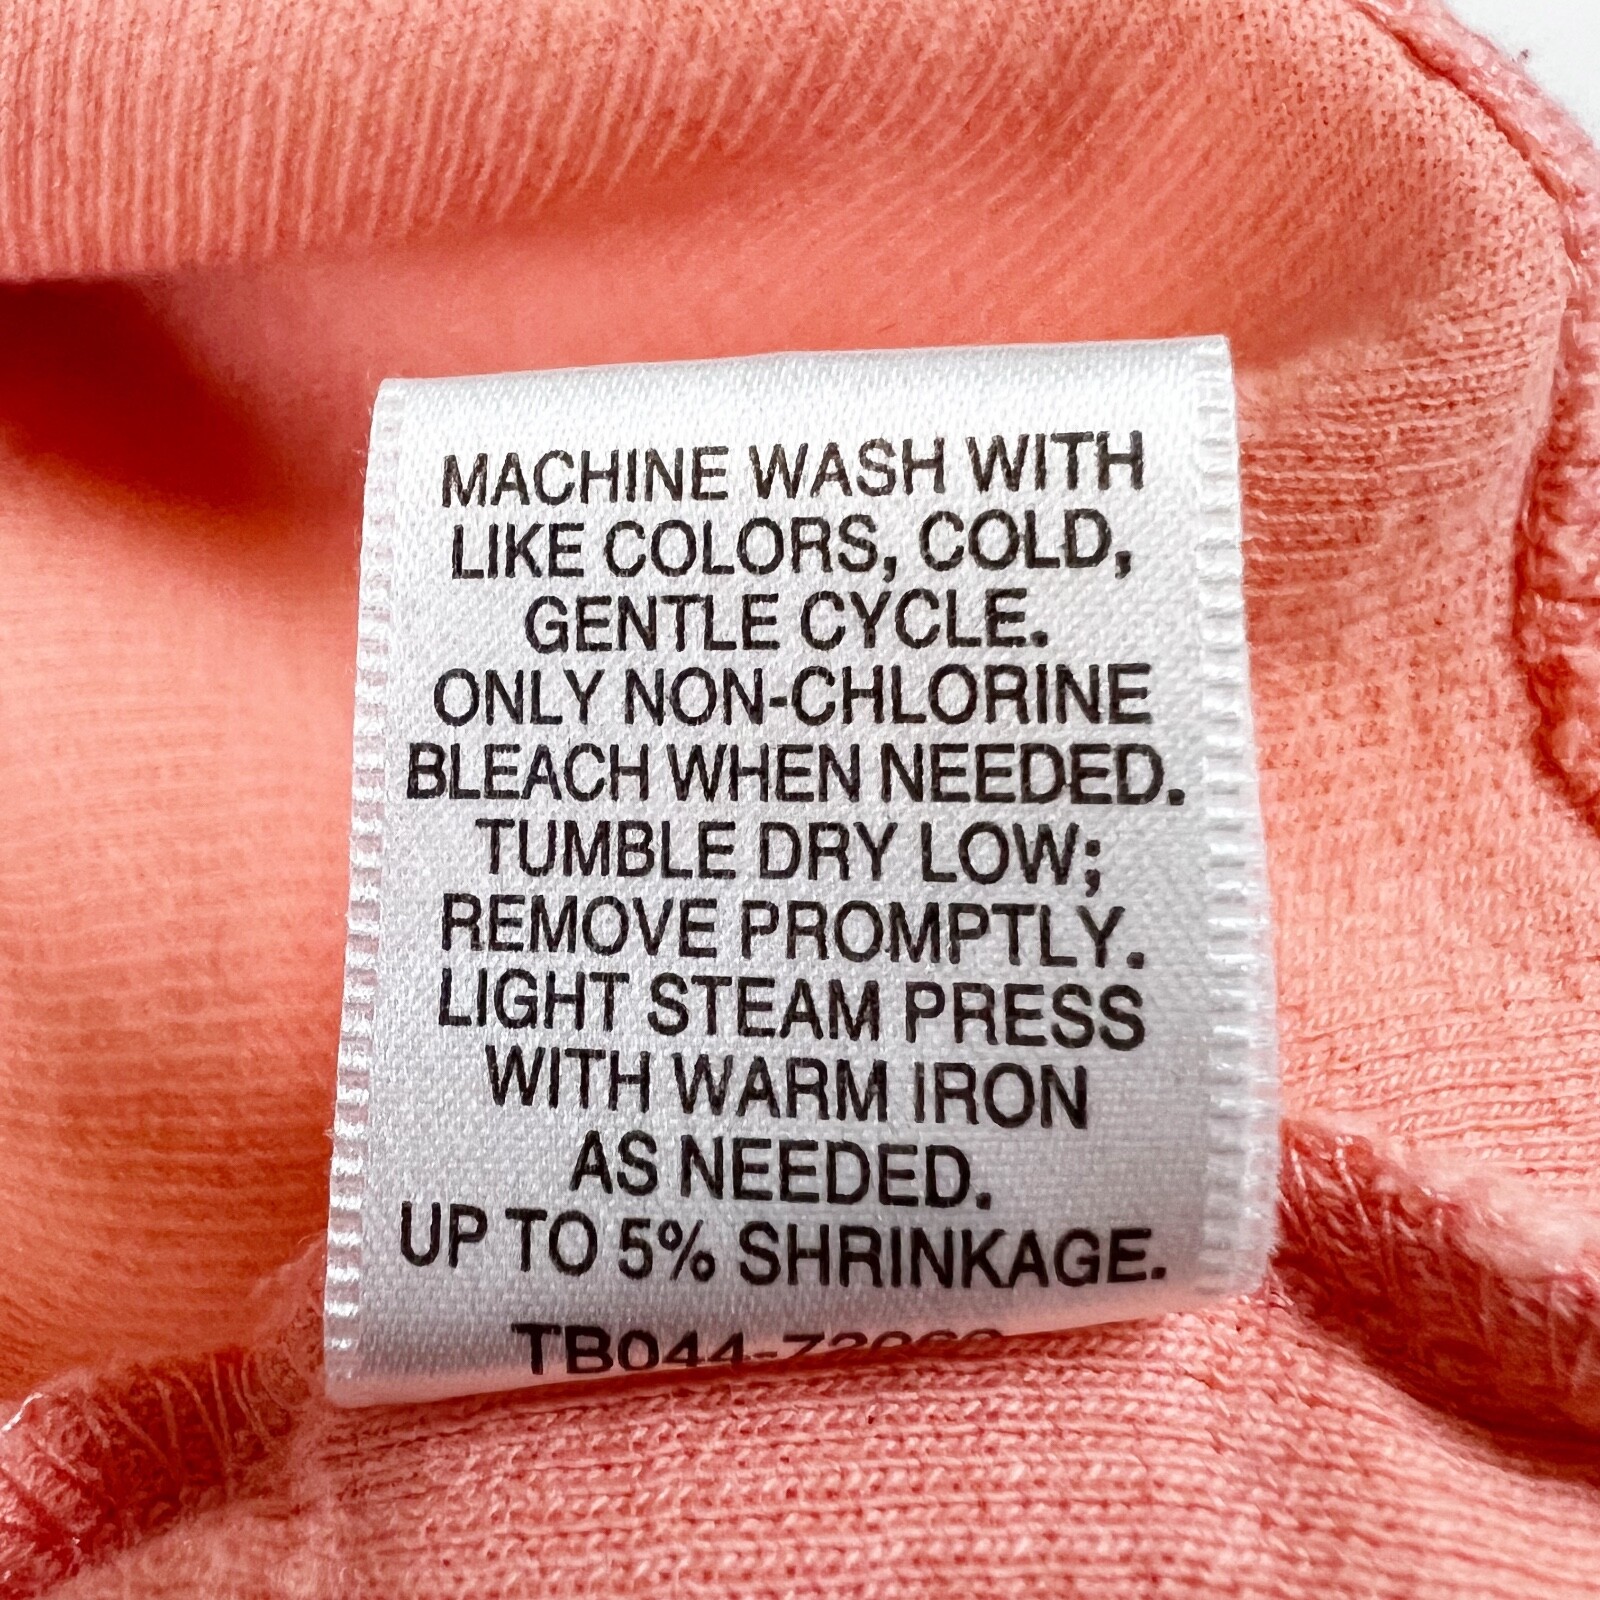 MACHINE WASH WITH
LIKE COLORS, COLD,
GENTLE CYCLE.
ONLY NON-CHLORINE
BLEACH WHEN NEEDED.
TUMBLE DRY LOW;
REMOVE PROMPTLY.
LIGHT STEAM PRESS
WITH WARM IRON
AS NEEDED.
UP TO 5% SHRINKAGE.